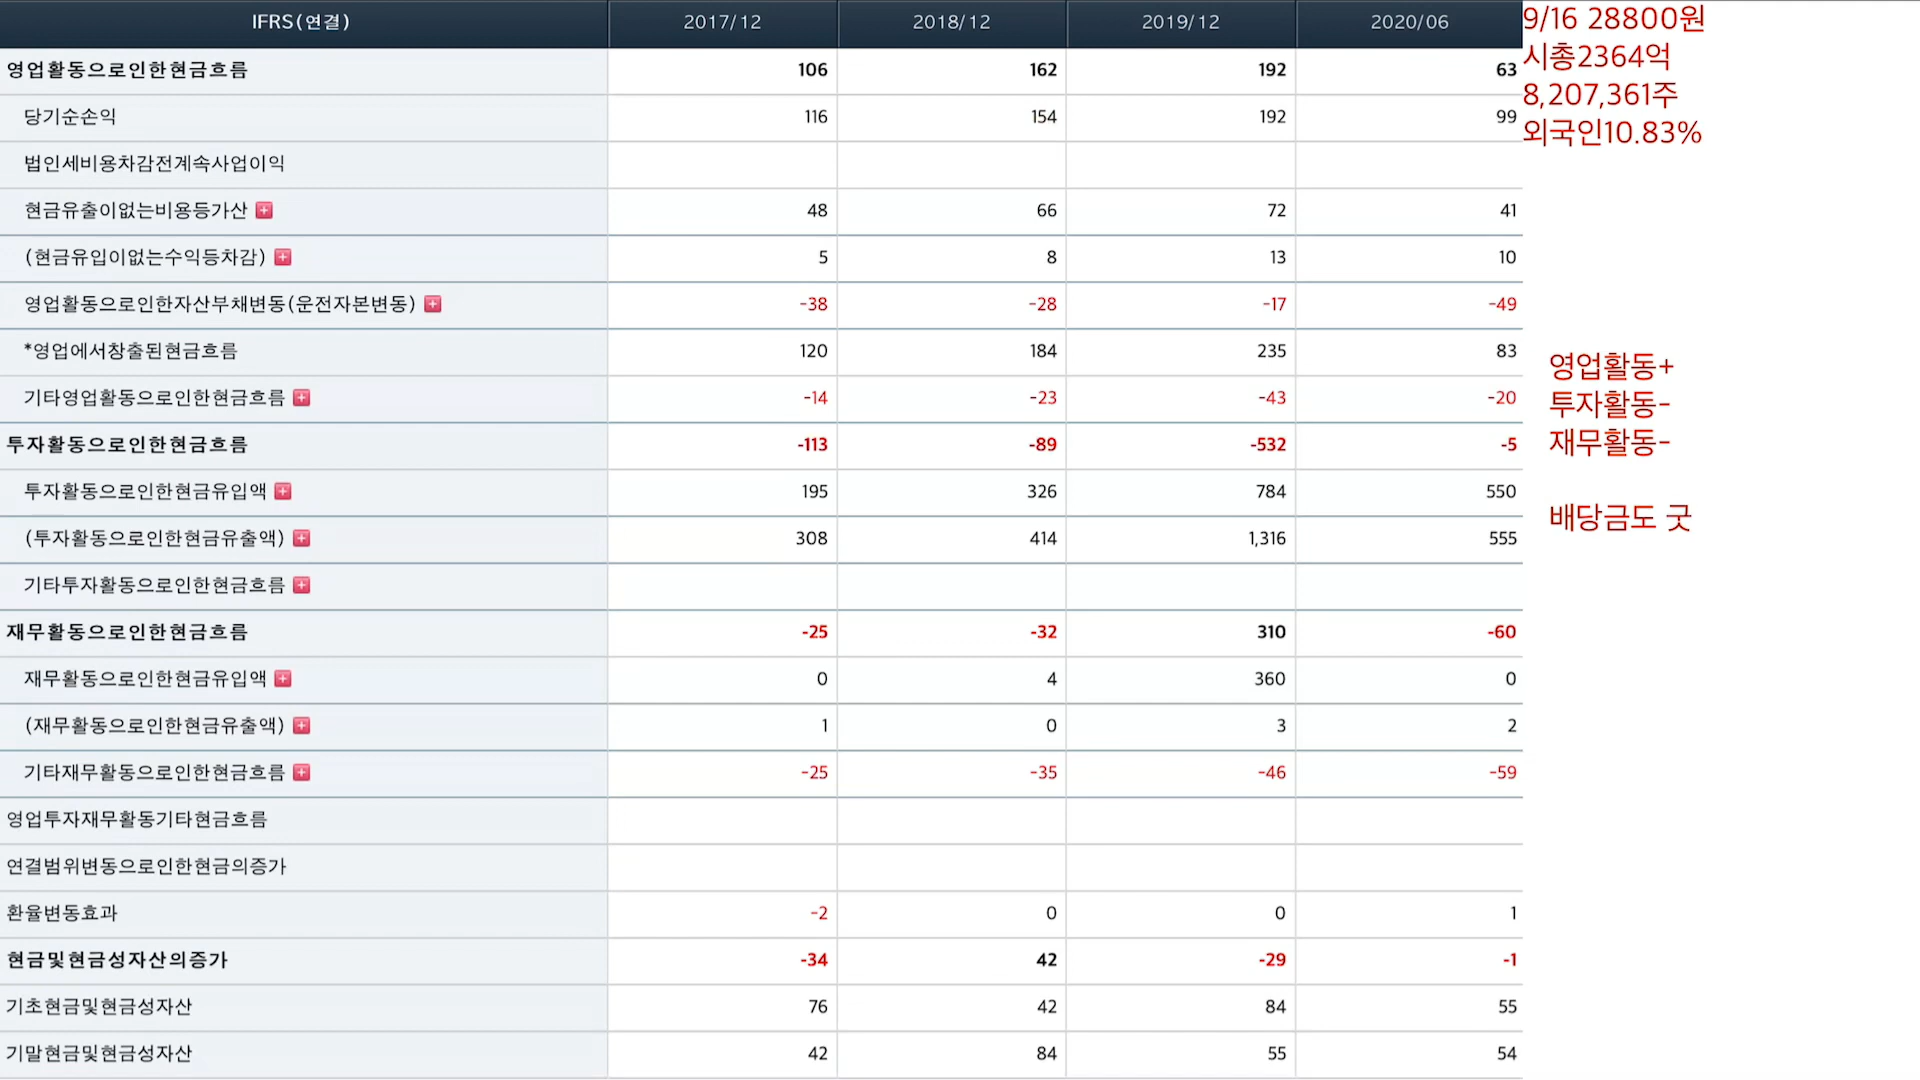 IFRS(연결) 2017/12 2018/12 2019/12 2020/06
영업활동으로인한현금흐름 106 162 192 63
당기순손익 116 154 192 99
법인세비용차감전계속사업이익
현금유출이없는비용등가산 48 66 72 41
(현금유입이없는수익등차감) 5 8 13 10
영업활동으로인한자산부채변동(운전자본변동) -38 -28 -17 -49
*영업에서창출된현금흐름 120 184 235 83
기타영업활동으로인한현금흐름 -14 -23 -43 -20
투자활동으로인한현금흐름 -113 -89 -532 -5
투자활동으로인한현금유입액 195 326 784 550
(투자활동으로인한현금유출액) 308 414 1,316 555
기타투자활동으로인한현금흐름
재무활동으로인한현금흐름 -25 -32 310 -60
재무활동으로인한현금유입액 0 4 360 0
(재무활동으로인한현금유출액) 1 0 3 2
기타재무활동으로인한현금흐름 -25 -35 -46 -59
영업투자재무활동기타현금흐름
연결범위변동으로인한현금의증가
환율변동효과 -2 0 0 1
현금및현금성자산의증가 -34 42 -29 -1
기초현금및현금성자산 76 42 84 55
기말현금및현금성자산 42 84 55 54
9/16 28800원
시총2364억
8,207,361주
외국인10.83%
영업활동+
투자활동-
재무활동-
배당금도 굿